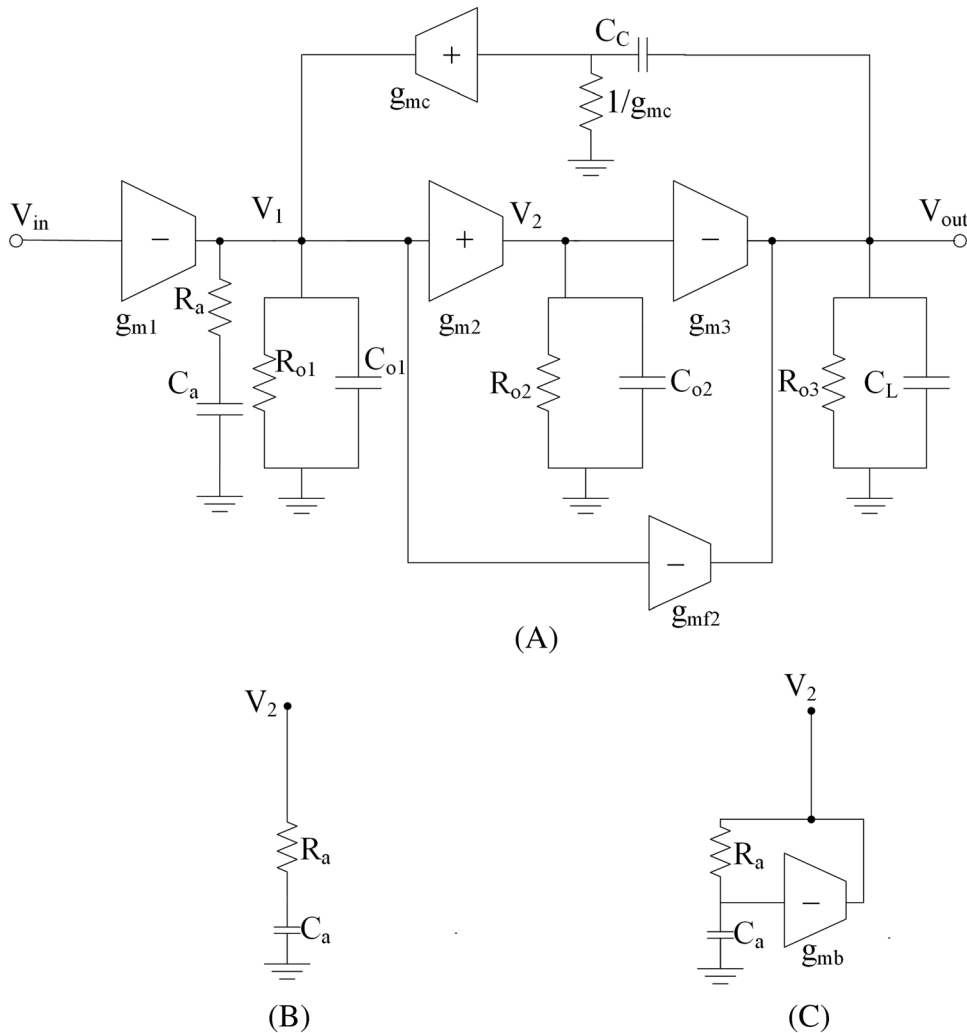 C_C
+
g_mc
1/g_mc
V_in
V_1
V_2
V_out
−
+
−
g_m1
g_m2
g_m3
R_a
C_a
R_o1
C_o1
R_o2
C_o2
R_o3
C_L
−
g_mf2
(A)
V_2
R_a
C_a
(B)
V_2
R_a
−
C_a
g_mb
(C)